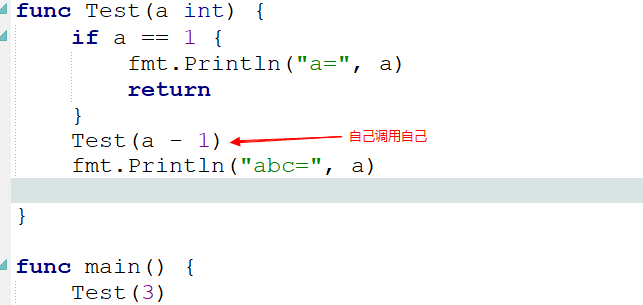 func Test(a int) {
    if a == 1 {
        fmt.Println("a=", a)
        return
    }
    Test(a - 1) 自己调用自己
    fmt.Println("abc=", a)
}
func main() {
    Test(3)